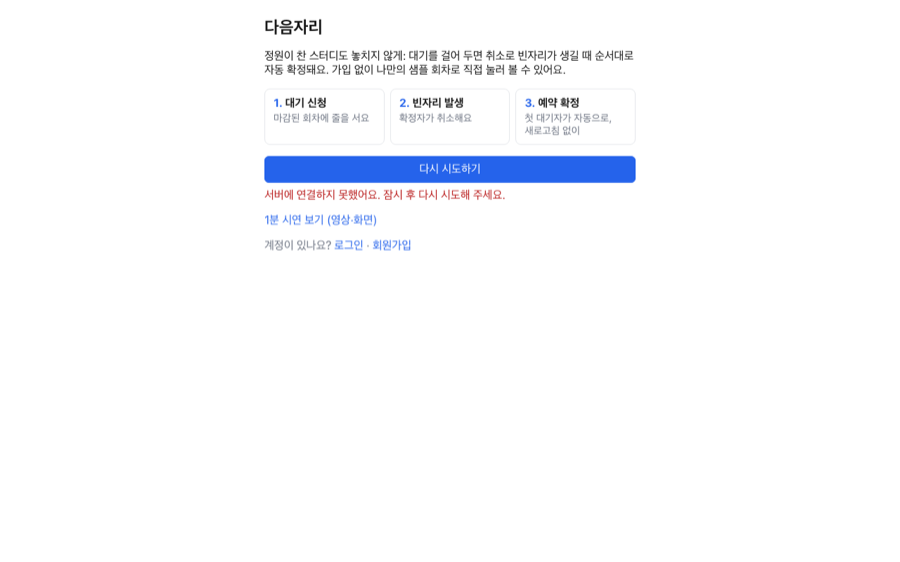 다음자리
정원이 찬 스터디도 놓치지 않게: 대기를 걸어 두면 취소로 빈자리가 생길 때 순서대로
자동 확정돼요. 가입 없이 나만의 샘플 회차로 직접 눌러 볼 수 있어요.
1. 대기 신청
마감된 회차에 줄을 서요
2. 빈자리 발생
확정자가 취소해요
3. 예약 확정
첫 대기자가 자동으로,
새로고침 없이
다시 시도하기
서버에 연결하지 못했어요. 잠시 후 다시 시도해 주세요.
1분 시연 보기 (영상·화면)
계정이 있나요? 로그인 · 회원가입